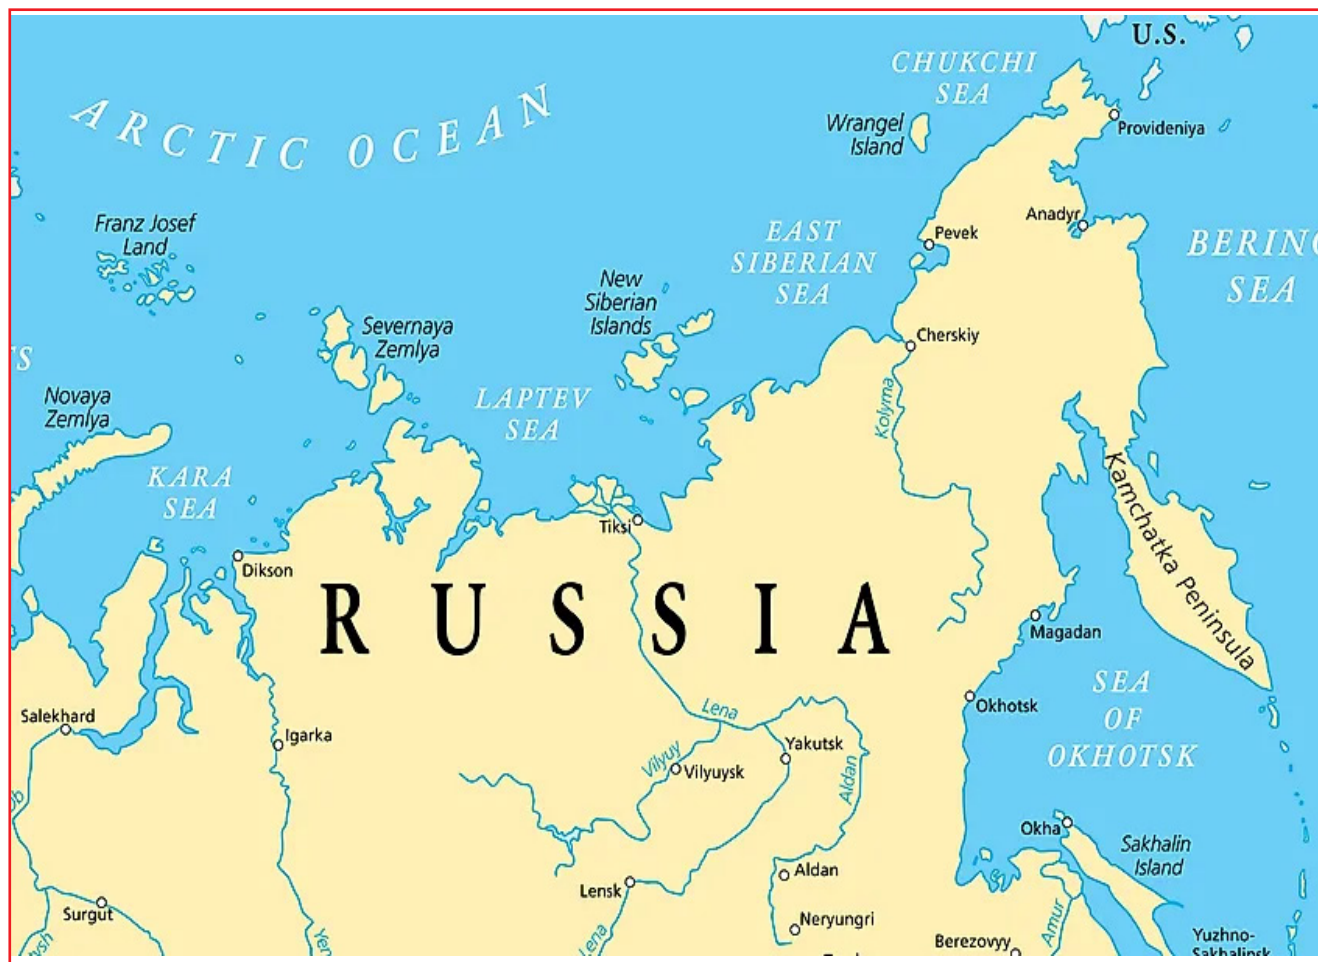 U.S.
CHUKCHI
SEA
ARCTIC OCEAN
Wrangel
Island
Provideniya
Franz Josef
Land
Anadyr
Pevek
EAST
SIBERIAN
SEA
BERING
SEA
New
Siberian
Islands
Severnaya
Zemlya
Cherskiy
Novaya
Zemlya
LAPTEV
SEA
Kolyma
KARA
SEA
Kamchatka Peninsula
Tiksi
Dikson
RUSSIA
Magadan
SEA
OF
OKHOTSK
Okhotsk
Salekhard
Igarka
Lena
Vilyuy
Vilyuysk
Yakutsk
Aldan
Okha
Sakhalin
Island
Aldan
Lensk
Surgut
Neryungri
Lena
Amur
Berezovyy
Yuzhno-
Sakhalinsk